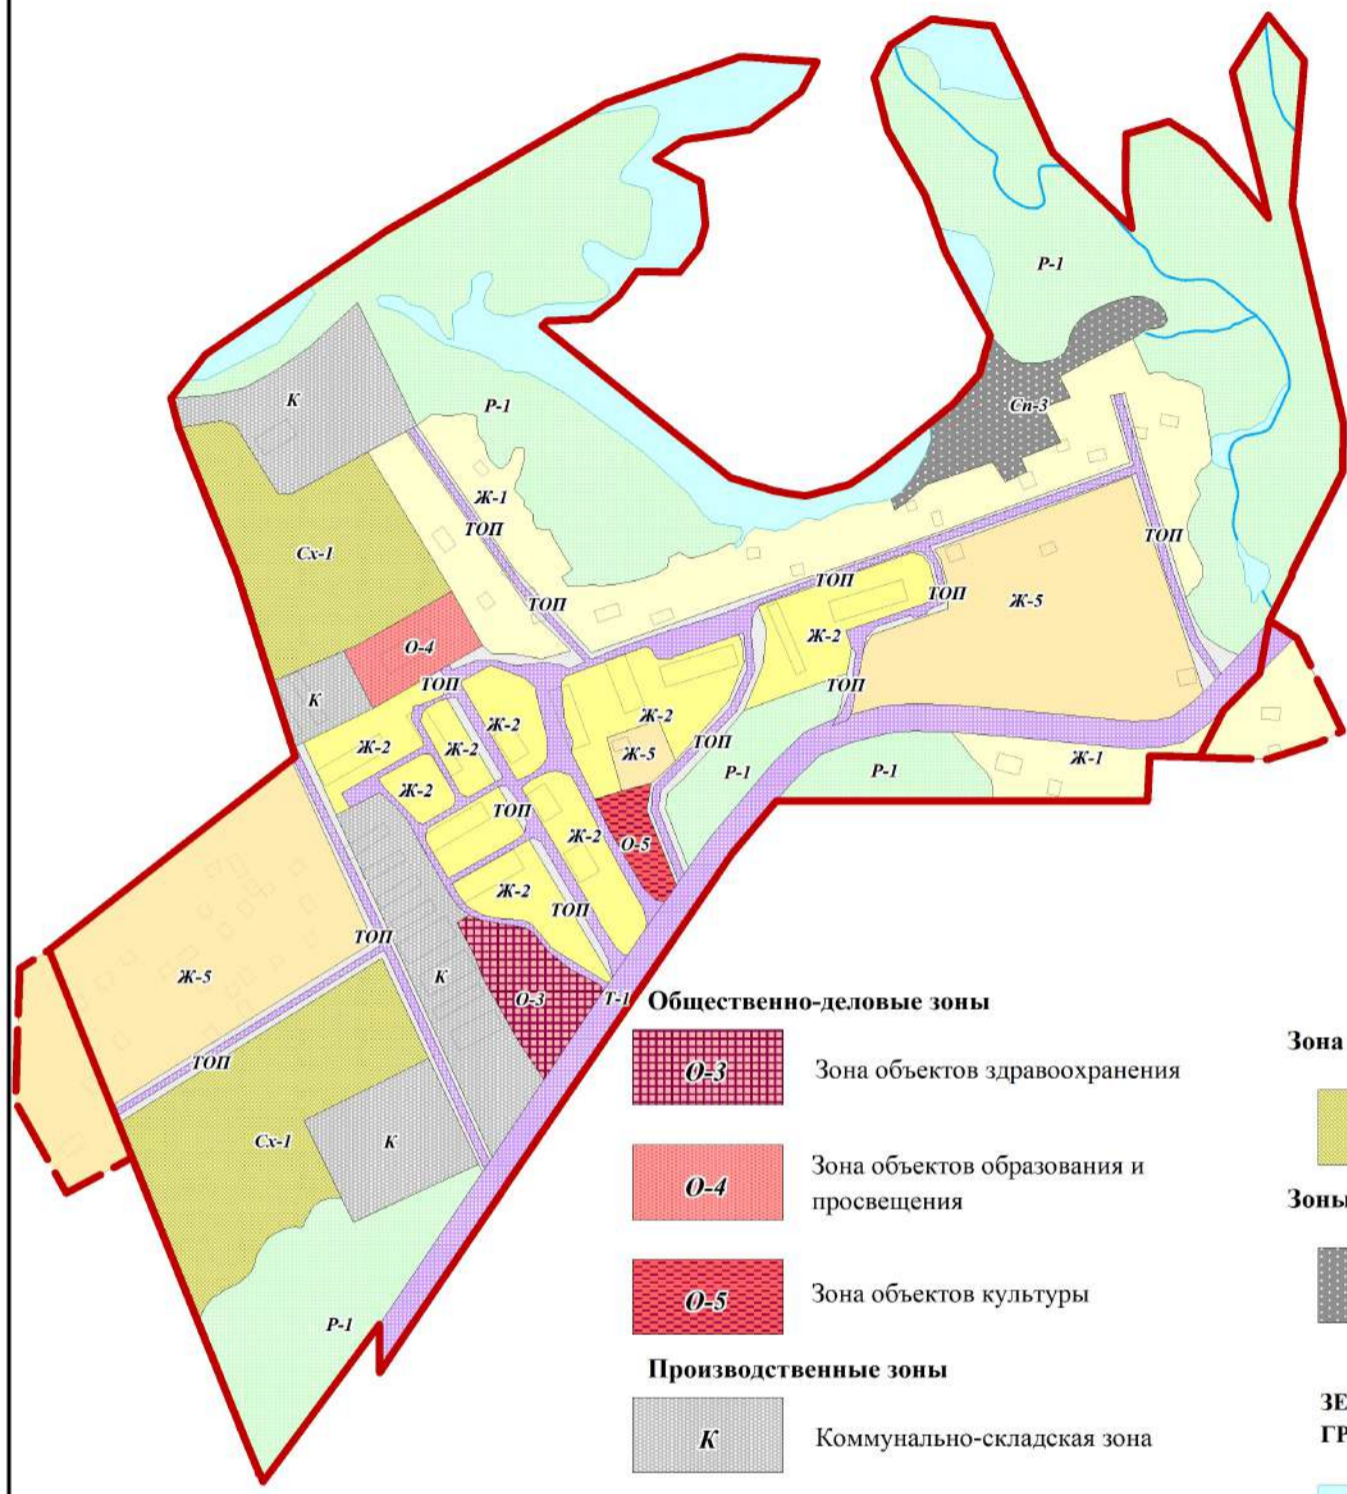 Р-1
К
Р-1
Сп-3
Ж-1
ТОП
ТОП
Сх-1
ТОП
ТОП
ТОП
Ж-5
О-4
Ж-2
ТОП
ТОП
К
Ж-2
Ж-2
Ж-2
Ж-2
Ж-5
ТОП
Ж-1
Р-1
Р-1
Ж-2
ТОП
Ж-2
О-5
Ж-2
ТОП
ТОП
Ж-5
К
О-3
Т-1
ТОП
Сх-1
К
Р-1
Общественно-деловые зоны
О-3
Зона объектов здравоохранения
О-4
Зона объектов образования и
просвещения
О-5
Зона объектов культуры
Производственные зоны
К
Коммунально-складская зона
Зона
Зоны
ЗЕ
ГР